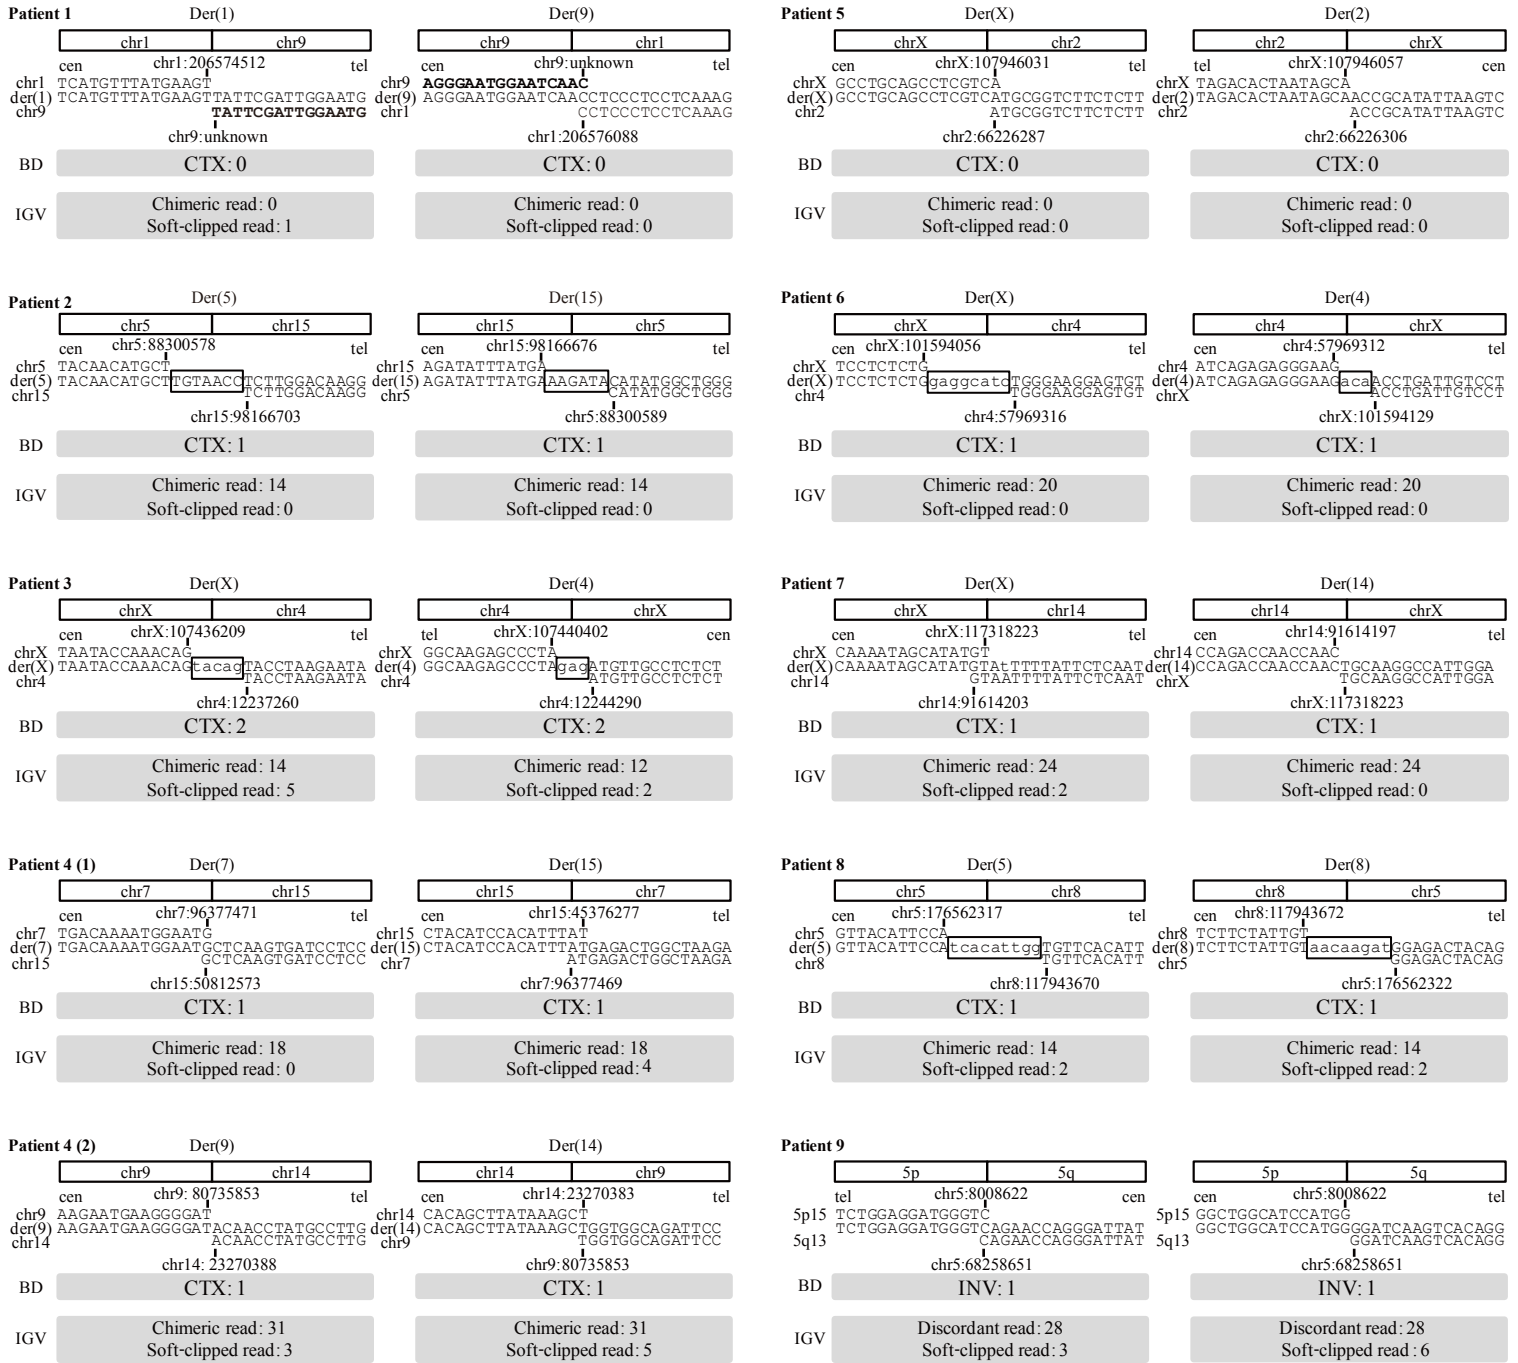 Patient 1
Der(1)
Der(9)
chr1 chr9
chr9 chr1
cen chr1:206574512 tel
cen chr9:unknown tel
chr1 TCATGTTTATGAAGT
der(1) TCATGTTTATGAAGTTATTCGATTGGAATG
chr9 TATTCGATTGGAATG
chr9:unknown
chr9 AGGGAATGGAATCAAC
der(9) AGGGAATGGAATCAACCTCCCTCCTCAAAG
chr1 CCTCCCTCCTCAAAG
chr1:206576088
BD CTX: 0 CTX: 0
IGV Chimeric read: 0 Chimeric read: 0
Soft-clipped read: 1 Soft-clipped read: 0
Patient 2
Der(5)
Der(15)
chr5 chr15
chr15 chr5
cen chr5:88300578 tel
cen chr15:98166676 tel
chr5 TACAACATGCT
der(5) TACAACATGCTTGTAACCTCTTGGACAAGG
chr15 TCTTGGACAAGG
chr15:98166703
chr15 AGATATTTATGA
der(15) AGATATTTATGAAAGATACATATGGCTGGG
chr5 CATATGGCTGGG
chr5:88300589
BD CTX: 1 CTX: 1
IGV Chimeric read: 14 Chimeric read: 14
Soft-clipped read: 0 Soft-clipped read: 0
Patient 3
Der(X)
Der(4)
chrX chr4
chr4 chrX
cen chrX:107436209 tel
tel chrX:107440402 cen
chrX TAATACCAAACAG
der(X) TAATACCAAACAGtacagTACCTAAGAATA
chr4 TACCTAAGAATA
chr4:12237260
chrX GGCAAGAGCCCTA
der(4) GGCAAGAGCCCTAgagATGTTGCCTCTCT
chr4 ATGTTGCCTCTCT
chr4:12244290
BD CTX: 2 CTX: 2
IGV Chimeric read: 14 Chimeric read: 12
Soft-clipped read: 5 Soft-clipped read: 2
Patient 4 (1)
Der(7)
Der(15)
chr7 chr15
chr15 chr7
cen chr7:96377471 tel
cen chr15:45376277 tel
chr7 TGACAAAATGGAATG
der(7) TGACAAAATGGAATGCTCAAGTGATCCTCC
chr15 GCTCAAGTGATCCTCC
chr15:50812573
chr15 CTACATCCACATTTAT
der(15) CTACATCCACATTTATGAGACTGGCTAAGA
chr7 ATGAGACTGGCTAAGA
chr7:96377469
BD CTX: 1 CTX: 1
IGV Chimeric read: 18 Chimeric read: 18
Soft-clipped read: 0 Soft-clipped read: 4
Patient 4 (2)
Der(9)
Der(14)
chr9 chr14
chr14 chr9
cen chr9: 80735853 tel
cen chr14:23270383 tel
chr9 AAGAATGAAGGGGAT
der(9) AAGAATGAAGGGGATACAACCTATGCCTTG
chr14 ACAACCTATGCCTTG
chr14: 23270388
chr14 CACAGCTTATAAAGCT
der(14) CACAGCTTATAAAGCTGGTGGCAGATTCC
chr9 TGGTGGCAGATTCC
chr9:80735853
BD CTX: 1 CTX: 1
IGV Chimeric read: 31 Chimeric read: 31
Soft-clipped read: 3 Soft-clipped read: 5
Patient 5
Der(X)
Der(2)
chrX chr2
chr2 chrX
cen chrX:107946031 tel
tel chrX:107946057 cen
chrX GCCTGCAGCCTCGTCA
der(X) GCCTGCAGCCTCGTCATGCGGTCTTCTCTT
chr2 ATGCGGTCTTCTCTT
chr2:66226287
chrX TAGACACTAATAGCA
der(2) TAGACACTAATAGCAACCGCATATTAAGTC
chr2 ACCGCATATTAAGTC
chr2:66226306
BD CTX: 0 CTX: 0
IGV Chimeric read: 0 Chimeric read: 0
Soft-clipped read: 0 Soft-clipped read: 0
Patient 6
Der(X)
Der(4)
chrX chr4
chr4 chrX
cen chrX:101594056 tel
cen chr4:57969312 tel
chrX TCCTCTCTG
der(X) TCCTCTCTGgaggcatcTGGGAAGGAGTGT
chr4 TGGGAAGGAGTGT
chr4:57969316
chr4 ATCAGAGAGGGAAG
der(4) ATCAGAGAGGGAAGacaACCTGATTGTCCT
chrX ACCTGATTGTCCT
chrX:101594129
BD CTX: 1 CTX: 1
IGV Chimeric read: 20 Chimeric read: 20
Soft-clipped read: 0 Soft-clipped read: 0
Patient 7
Der(X)
Der(14)
chrX chr14
chr14 chrX
cen chrX:117318223 tel
cen chr14:91614197 tel
chrX CAAAATAGCATATGT
der(X) CAAAATAGCATATGTAtTTTTATTCTCAAT
chr14 GTAATTTTATTCTCAAT
chr14:91614203
chr14 CCAGACCAACCAAC
der(14) CCAGACCAACCAACTGCAAGGCCATTGGA
chrX TGCAAGGCCATTGGA
chrX:117318223
BD CTX: 1 CTX: 1
IGV Chimeric read: 24 Chimeric read: 24
Soft-clipped read: 2 Soft-clipped read: 0
Patient 8
Der(5)
Der(8)
chr5 chr8
chr8 chr5
cen chr5:176562317 tel
cen chr8:117943672 tel
chr5 GTTACATTCCA
der(5) GTTACATTCCAtcacattggTGTTCACATT
chr8 TGTTCACATT
chr8:117943670
chr8 TCTTCTATTGT
der(8) TCTTCTATTGTaacaagatGGAGACTACAG
chr5 GGAGACTACAG
chr5:176562322
BD CTX: 1 CTX: 1
IGV Chimeric read: 14 Chimeric read: 14
Soft-clipped read: 2 Soft-clipped read: 2
Patient 9
5p 5q
5p 5q
tel chr5:8008622 cen
cen chr5:8008622 tel
5p15 TCTGGAGGATGGGTC
TCTGGAGGATGGGTCAGAACCAGGGATTAT
5q13 CAGAACCAGGGATTAT
chr5:68258651
5p15 GGCTGGCATCCATGG
GGCTGGCATCCATGGGGATCAAGTCACAGG
5q13 GGATCAAGTCACAGG
chr5:68258651
BD INV: 1 INV: 1
IGV Discordant read: 28 Discordant read: 28
Soft-clipped read: 3 Soft-clipped read: 6